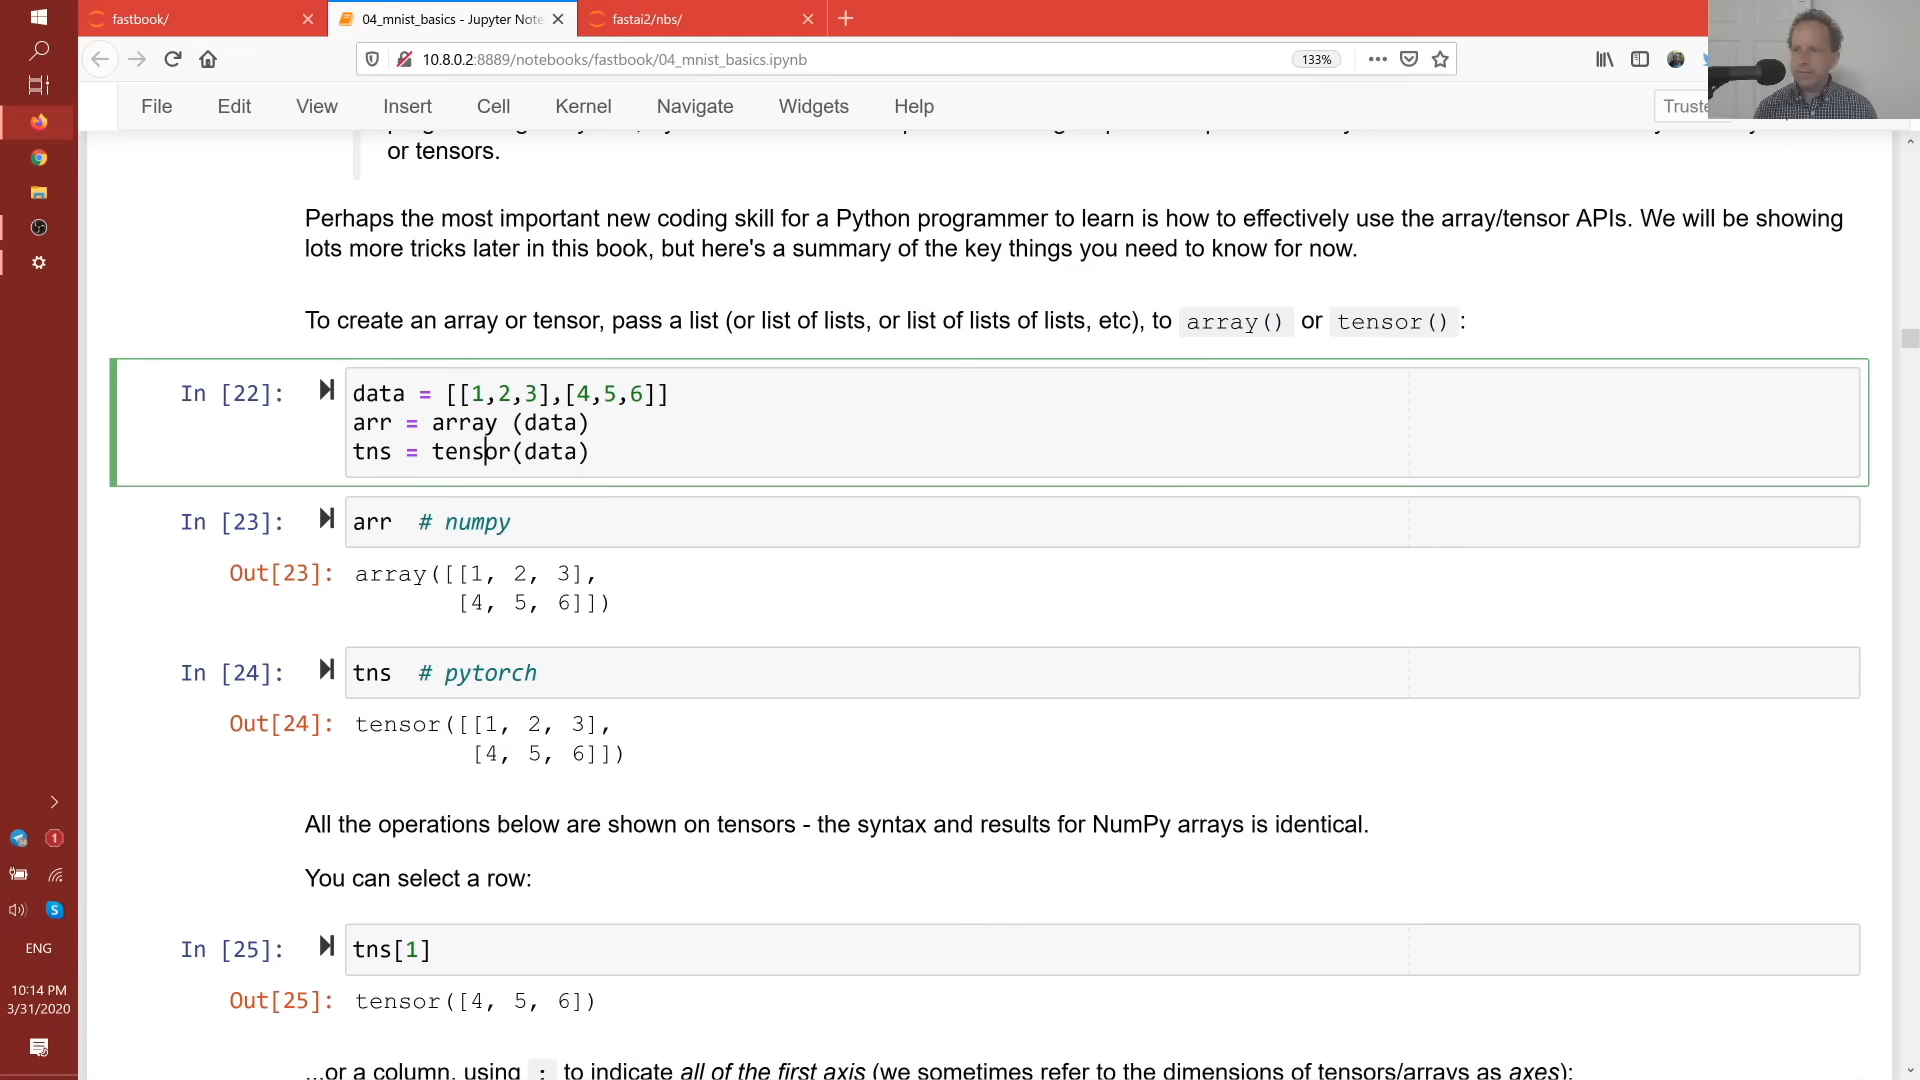 fastbook/
04_mnist_basics - Jupyter Note
fastai2/nbs/
10.8.0.2:8889/notebooks/fastbook/04_mnist_basics.ipynb
133%
File Edit View Insert Cell Kernel Navigate Widgets Help
Truste
or tensors.
Perhaps the most important new coding skill for a Python programmer to learn is how to effectively use the array/tensor APIs. We will be showing
lots more tricks later in this book, but here's a summary of the key things you need to know for now.
To create an array or tensor, pass a list (or list of lists, or list of lists of lists, etc), to array() or tensor():
In [22]: data = [[1,2,3],[4,5,6]]
arr = array (data)
tns = tensor(data)
In [23]: arr  # numpy
Out[23]: array([[1, 2, 3],
[4, 5, 6]])
In [24]: tns  # pytorch
Out[24]: tensor([[1, 2, 3],
[4, 5, 6]])
All the operations below are shown on tensors - the syntax and results for NumPy arrays is identical.
You can select a row:
In [25]: tns[1]
Out[25]: tensor([4, 5, 6])
...or a column, using : to indicate all of the first axis (we sometimes refer to the dimensions of tensors/arrays as axes):
ENG
10:14 PM
3/31/2020